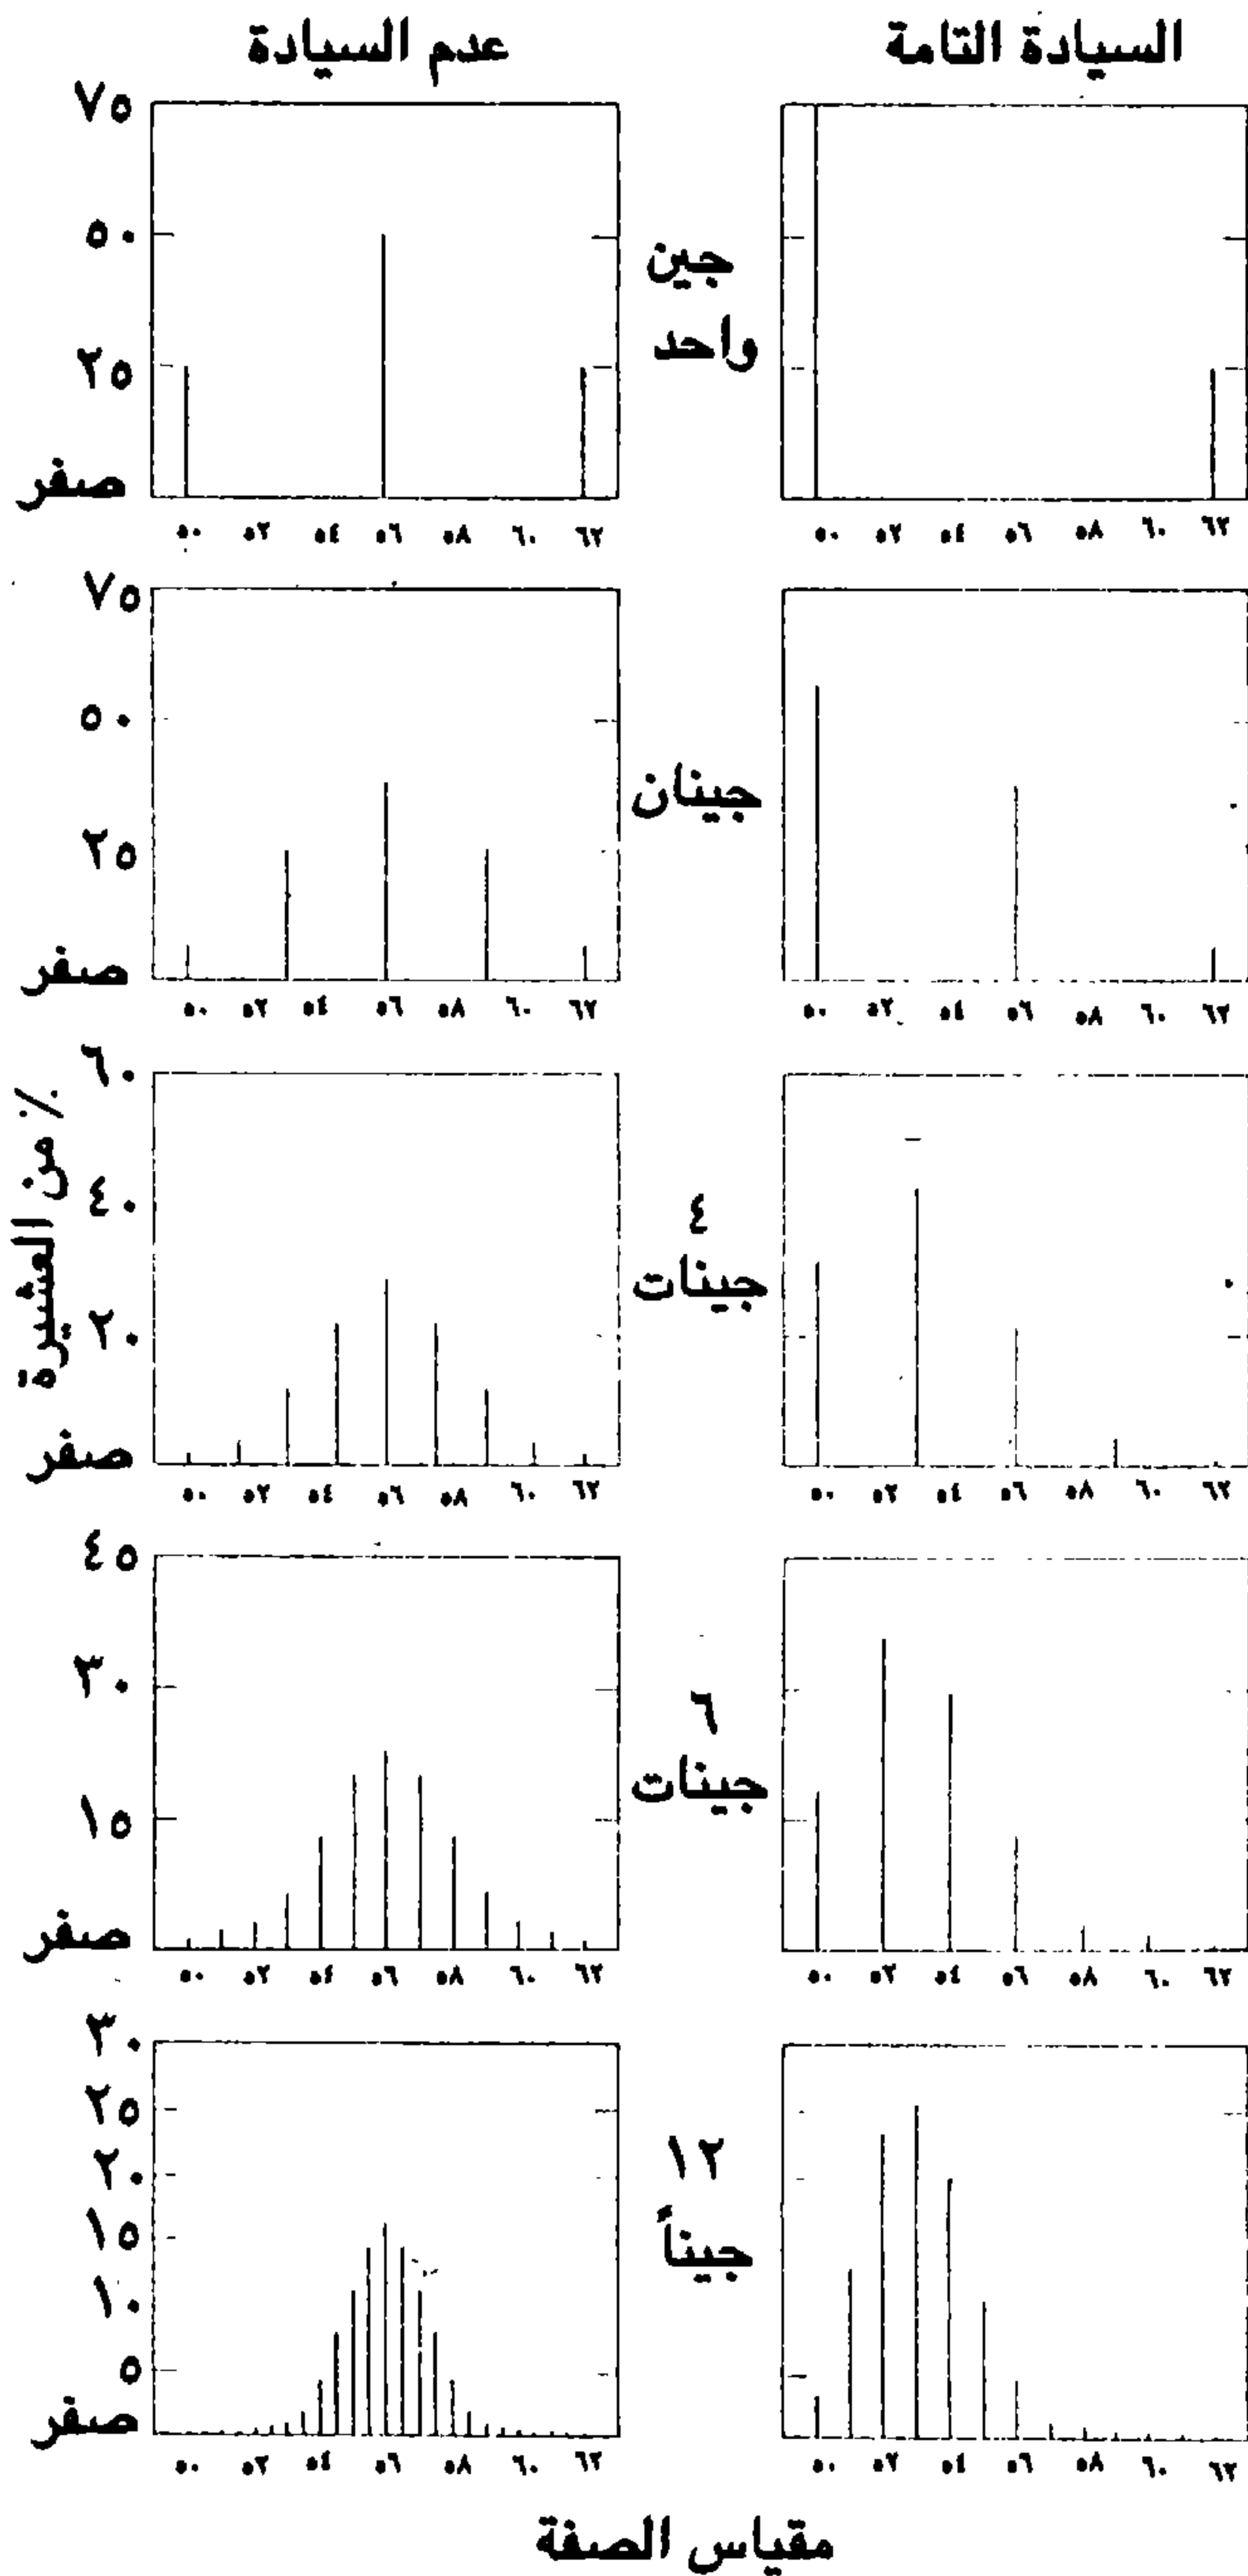 السيادة التامة
عدم السيادة
٧٥
٥٠
٢٥
صفر
جين
واحد
٥٠ ٥٢ ٥٤ ٥٦ ٥٨ ٦٠ ٦٢
٥٠ ٥٢ ٥٤ ٥٦ ٥٨ ٦٠ ٦٢
٧٥
٥٠
٢٥
صفر
جينان
٥٠ ٥٢ ٥٤ ٥٦ ٥٨ ٦٠ ٦٢
٥٠ ٥٢ ٥٤ ٥٦ ٥٨ ٦٠ ٦٢
% من العشيرة
٦٠
٤٠
٢٠
صفر
٤
جينات
٥٠ ٥٢ ٥٤ ٥٦ ٥٨ ٦٠ ٦٢
٥٠ ٥٢ ٥٤ ٥٦ ٥٨ ٦٠ ٦٢
٤٥
٣٠
١٥
صفر
٦
جينات
٥٠ ٥٢ ٥٤ ٥٦ ٥٨ ٦٠ ٦٢
٥٠ ٥٢ ٥٤ ٥٦ ٥٨ ٦٠ ٦٢
٣٠
٢٥
٢٠
١٥
١٠
٥
صفر
١٢
جيناً
٥٠ ٥٢ ٥٤ ٥٦ ٥٨ ٦٠ ٦٢
٥٠ ٥٢ ٥٤ ٥٦ ٥٨ ٦٠ ٦٢
مقياس الصفة